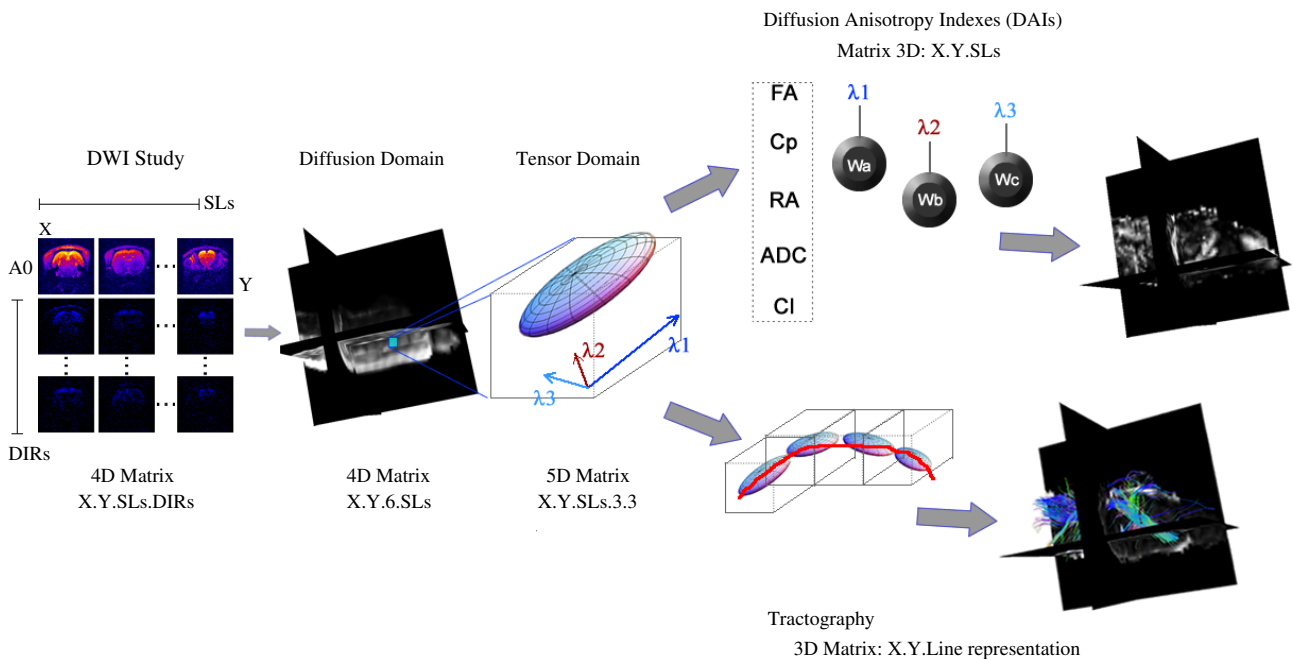 Diffusion Anisotropy Indexes (DAIs)
Matrix 3D: X.Y.SLs
DWI Study
Diffusion Domain
Tensor Domain
SLs
X
A0
Y
DIRs
λ1
λ2
λ3
FA
Cp
RA
ADC
Cl
λ1
λ2
λ3
Wa
Wb
Wc
4D Matrix
X.Y.SLs.DIRs
4D Matrix
X.Y.6.SLs
5D Matrix
X.Y.SLs.3.3
Tractography
3D Matrix: X.Y.Line representation